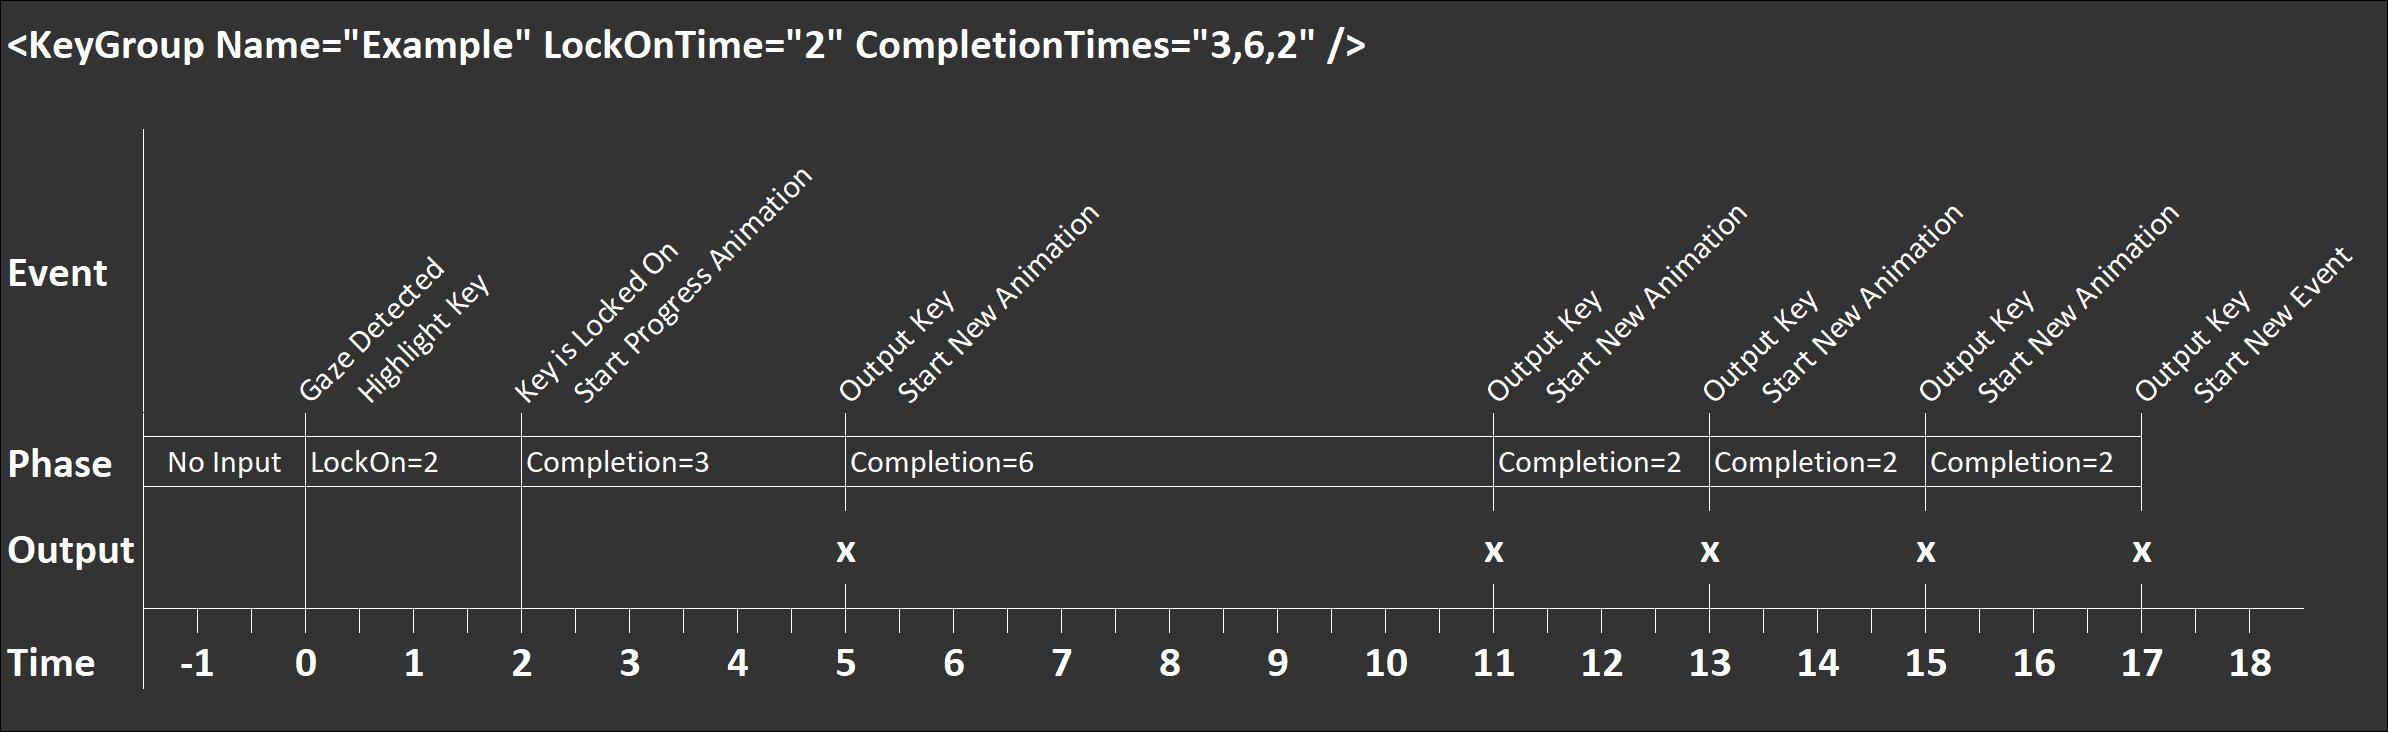 <KeyGroup Name="Example" LockOnTime="2" CompletionTimes="3,6,2" />
Event
Gaze Detected
Highlight Key
Key is Locked On
Start Progress Animation
Output Key
Start New Animation
Output Key
Start New Animation
Output Key
Start New Animation
Output Key
Start New Animation
Output Key
Start New Event
Phase No Input LockOn=2 Completion=3 Completion=6 Completion=2 Completion=2 Completion=2
Output x x x x x
Time -1 0 1 2 3 4 5 6 7 8 9 10 11 12 13 14 15 16 17 18